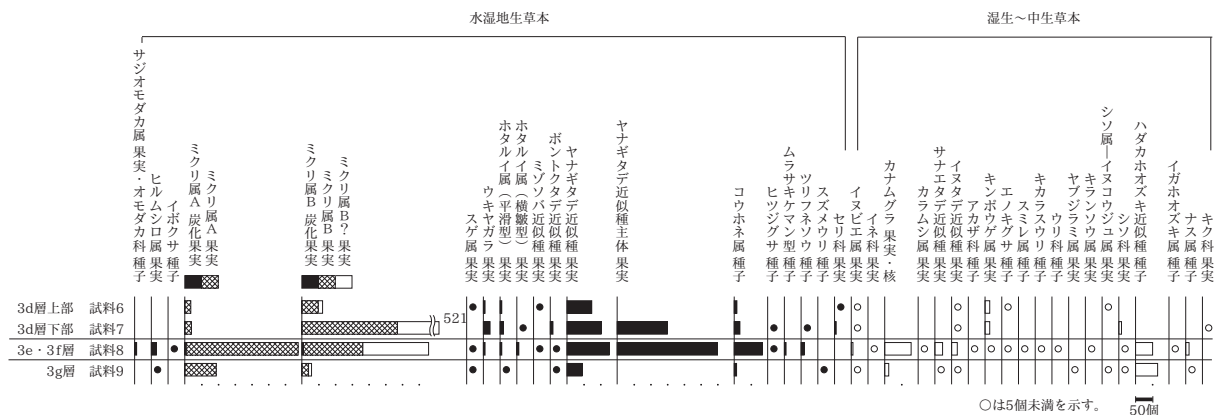 水湿地生草本
湿生～中生草本
サジオモダカ属 果実・オモダカ科 種子
ヒルムシロ属 果実
イボクサ 種子
ミクリ属A 炭化果実
ミクリ属A 果実
ミクリ属B 炭化果実
ミクリ属B 果実
ミクリ属B? 果実
スゲ属 果実
ウキヤガラ 果実
ホタルイ属(平滑型) 果実
ホタルイ属(横皺型) 果実
ミゾソバ近似種 果実
ボントクタデ近似種 果実
ヤナギタデ近似種 果実
ヤナギタデ近似種主体 果実
コウホネ属 種子
ヒツジグサ 種子
ムラサキケマン型 種子
ツリフネソウ 種子
スズメウリ 種子
セリ科 果実
イヌビエ属 果実
イネ科 果実
カナムグラ 果実・核
カラムシ属 果実
サナエタデ近似種 果実
イヌタデ近似種 果実
アカザ科 種子
キンポウゲ属 果実
エノキグサ 種子
スミレ属 種子
キカラスウリ 種子
ウリ科 種子
ヤブジラミ属 果実
キランソウ属 果実
シソ属―イヌコウジュ属 果実
シソ科 果実
ハダカホオズキ近似種 種子
イガホオズキ属 種子
ナス属 種子
キク科 果実
3d層上部 試料6
3d層下部 試料7
521
3e・3f層 試料8
3g層 試料9
○は5個未満を示す。
50個